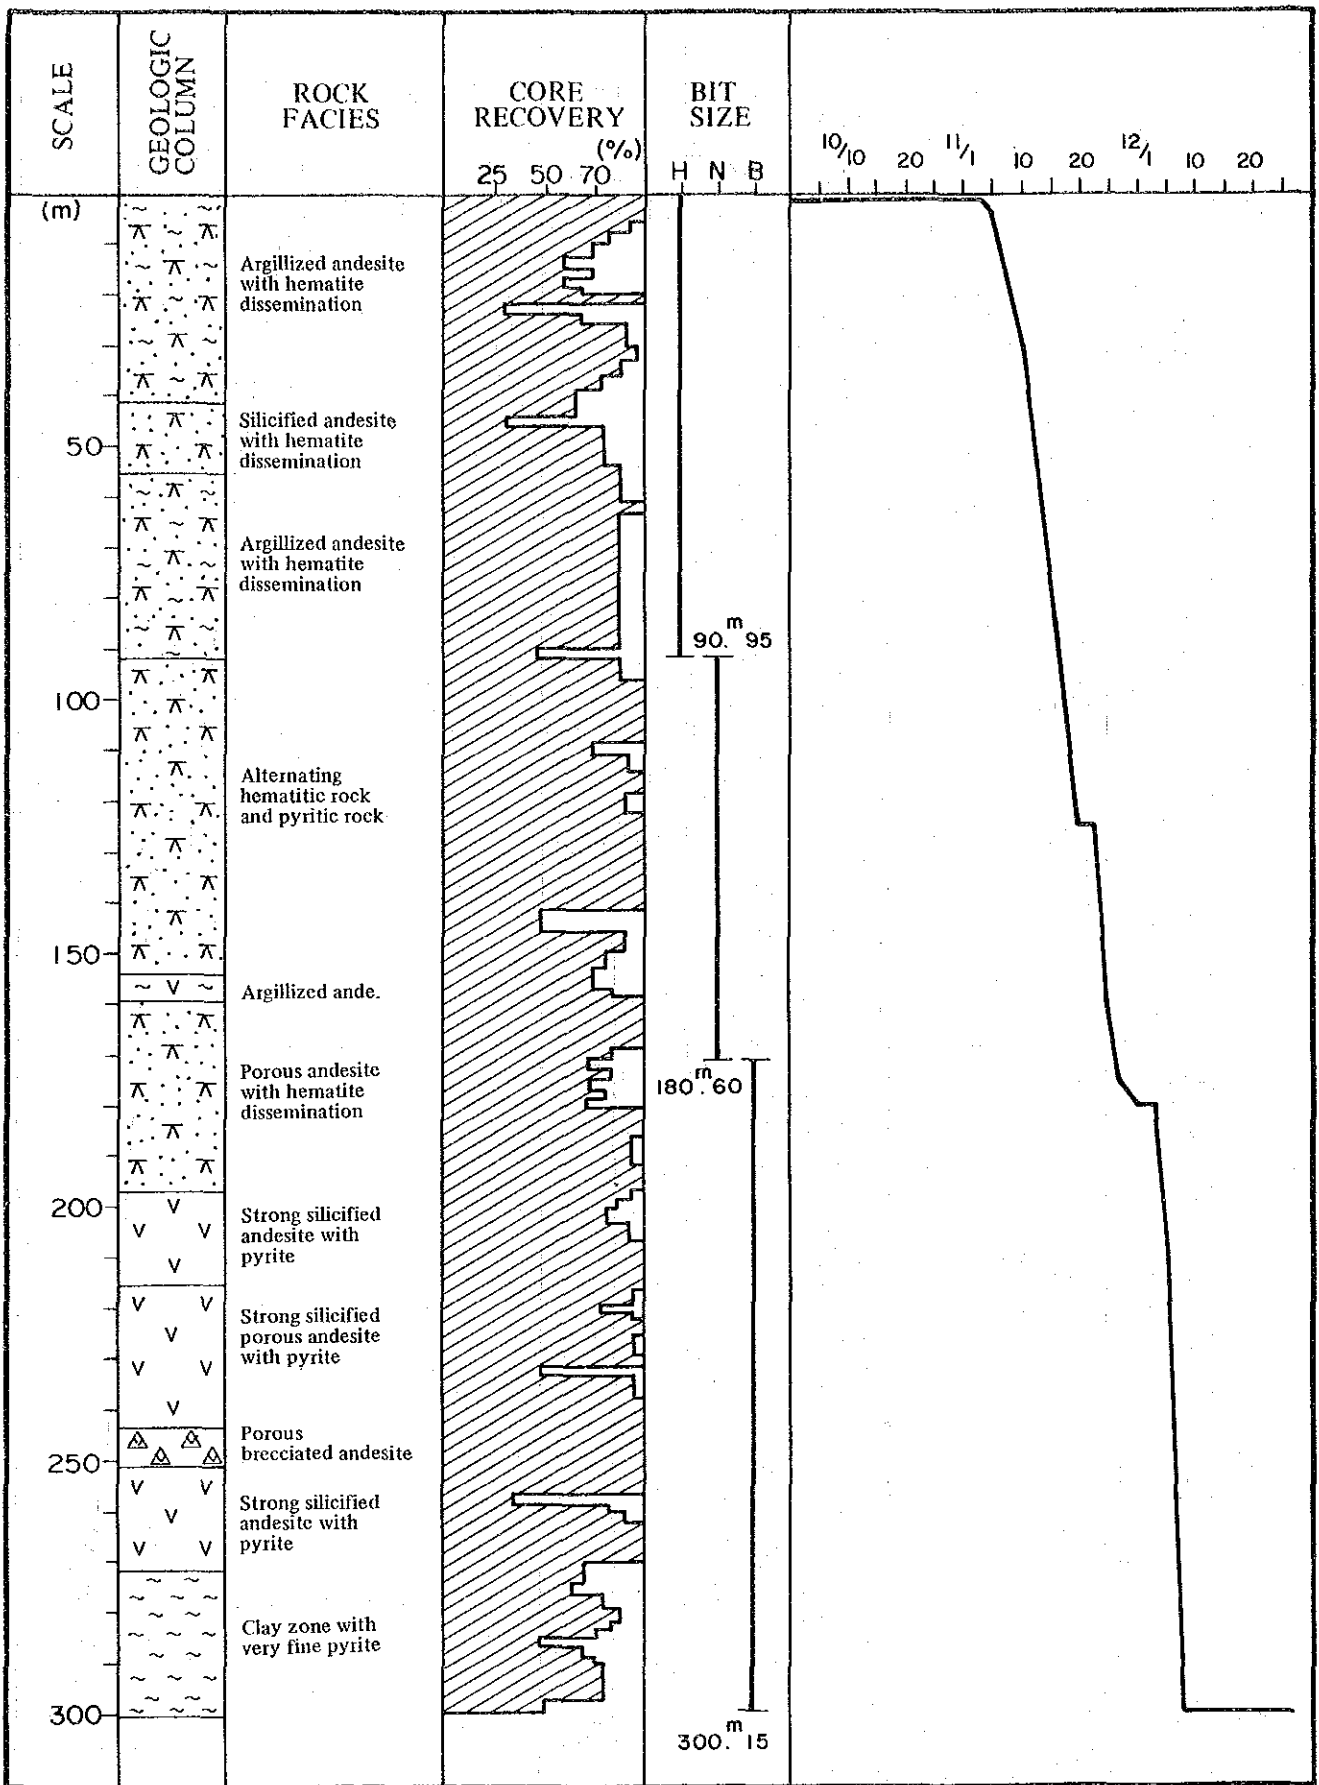 SCALE
GEOLOGIC
COLUMN
ROCK
FACIES
CORE
RECOVERY
(%)
25 50 70
BIT
SIZE
H N B
10/10 20 11/1 10 20 12/1 10 20
(m)
Argillized andesite
with hematite
dissemination
Silicified andesite
with hematite
dissemination
50
Argillized andesite
with hematite
dissemination
90.m 95
100
Alternating
hematitic rock
and pyritic rock
150
Argillized ande.
Porous andesite
with hematite
dissemination
180.m 60
200
Strong silicified
andesite with
pyrite
Strong silicified
porous andesite
with pyrite
Porous
brecciated andesite
250
Strong silicified
andesite with
pyrite
Clay zone with
very fine pyrite
300
300.m 15